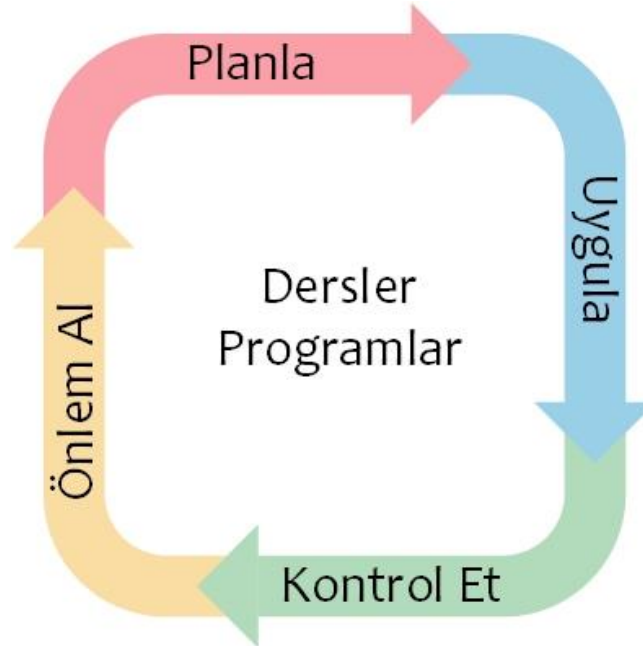 Planla
Uygula
Dersler
Programlar
Önlem Al
Kontrol Et